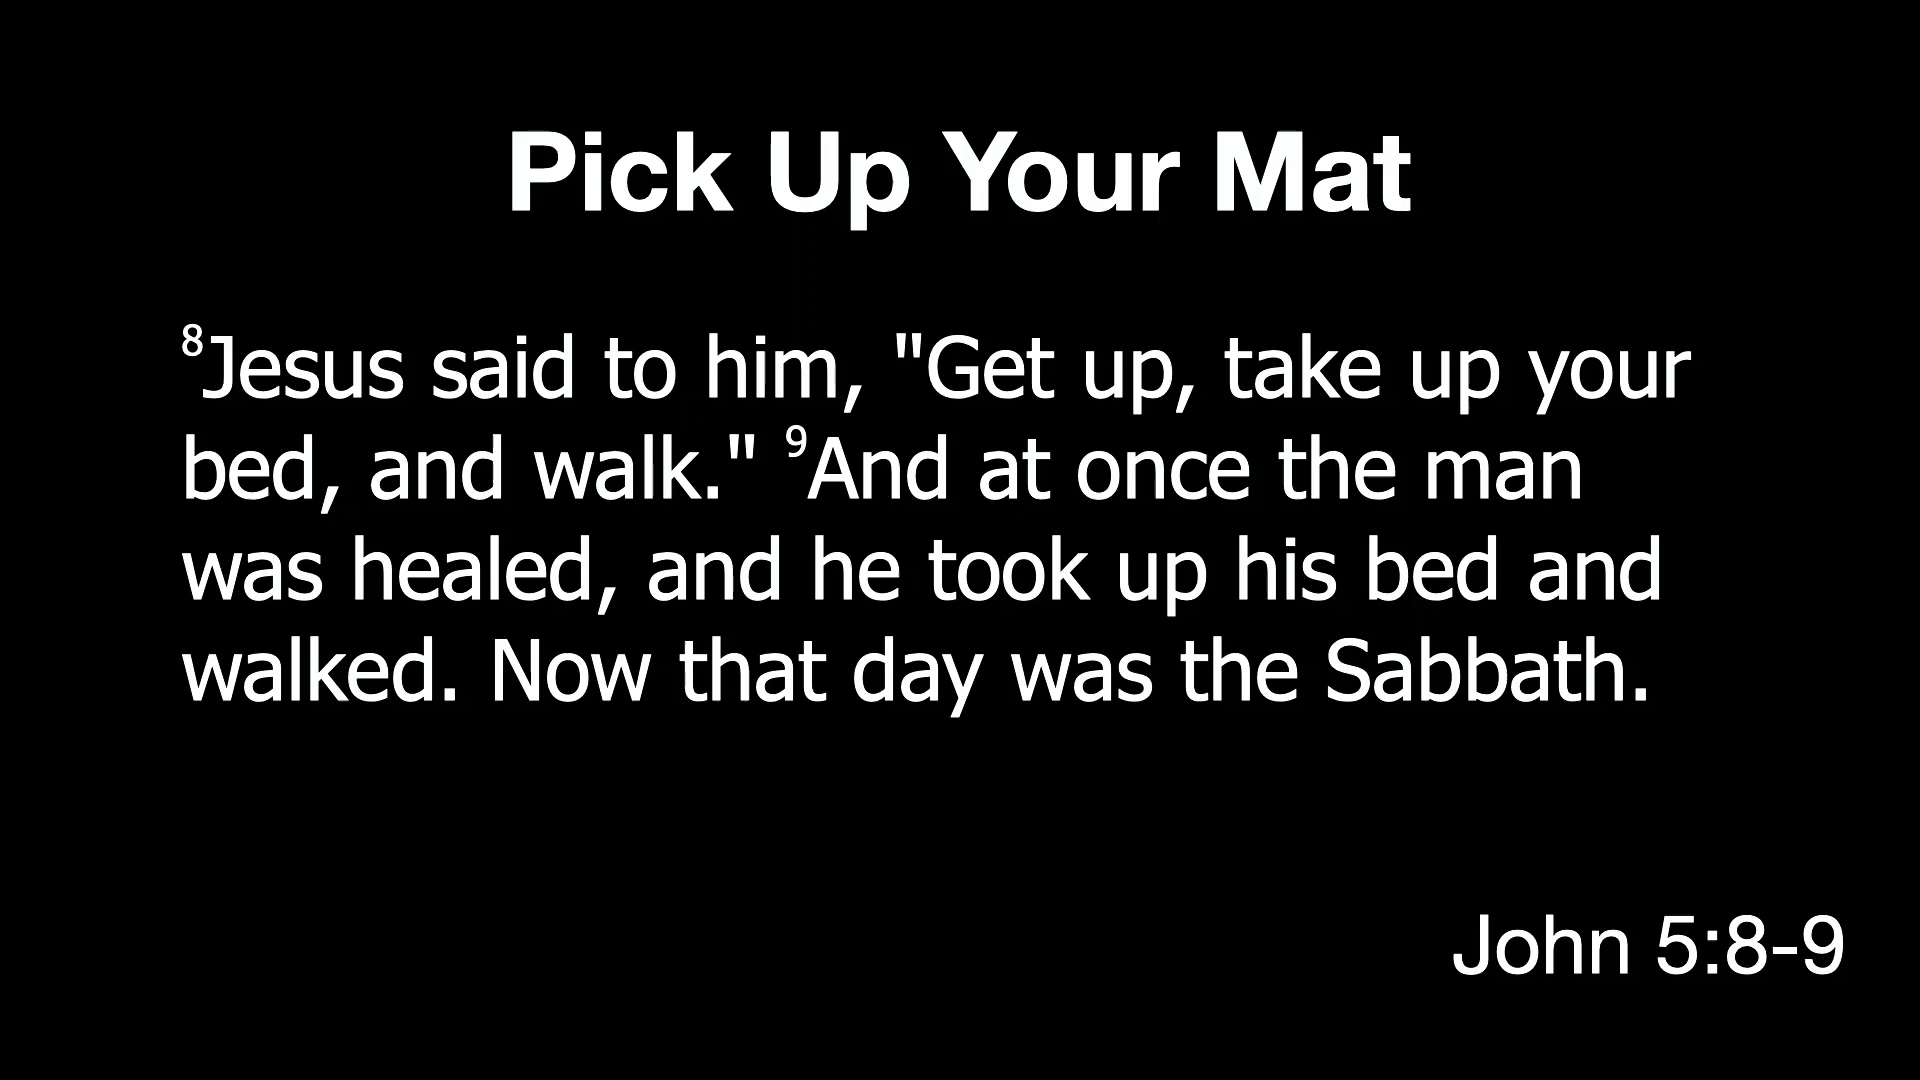 Pick Up Your Mat
⁸Jesus said to him, "Get up, take up your
bed, and walk." ⁹And at once the man
was healed, and he took up his bed and
walked. Now that day was the Sabbath.
John 5:8-9